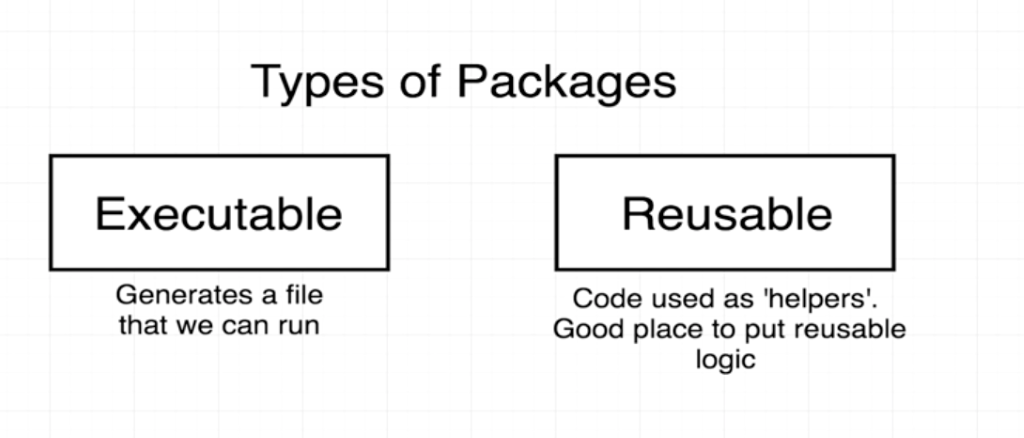 Types of Packages
Executable
Generates a file
that we can run
Reusable
Code used as 'helpers'.
Good place to put reusable
logic